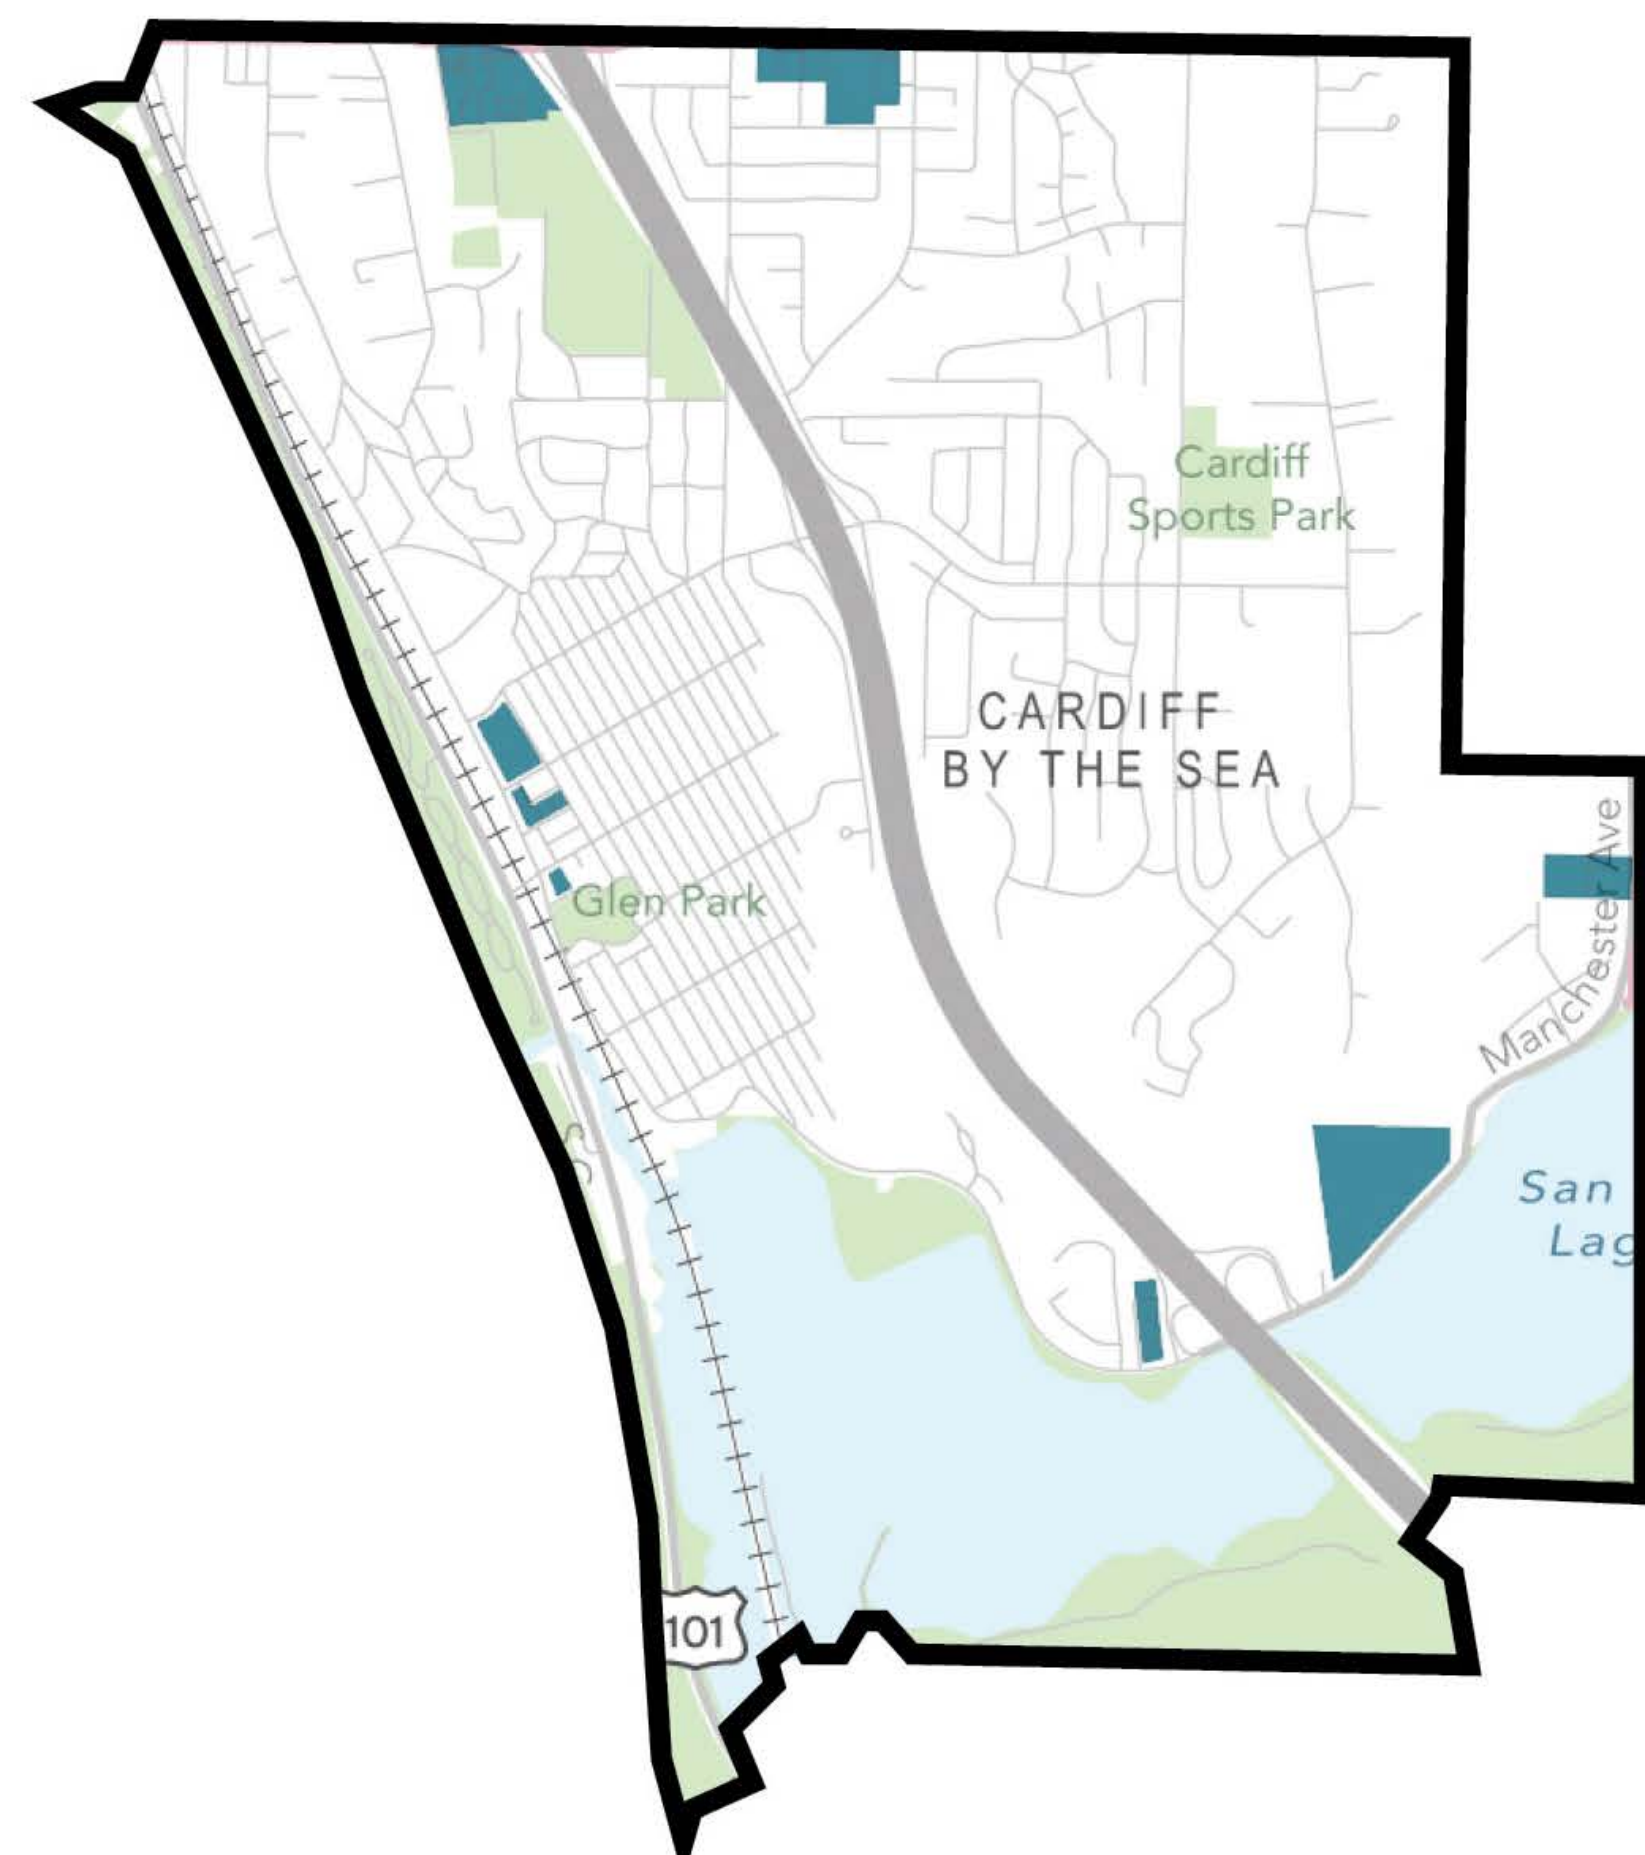 Cardiff
Sports Park
CARDIFF
BY THE SEA
Manchester Ave
Glen Park
San
Lag
101